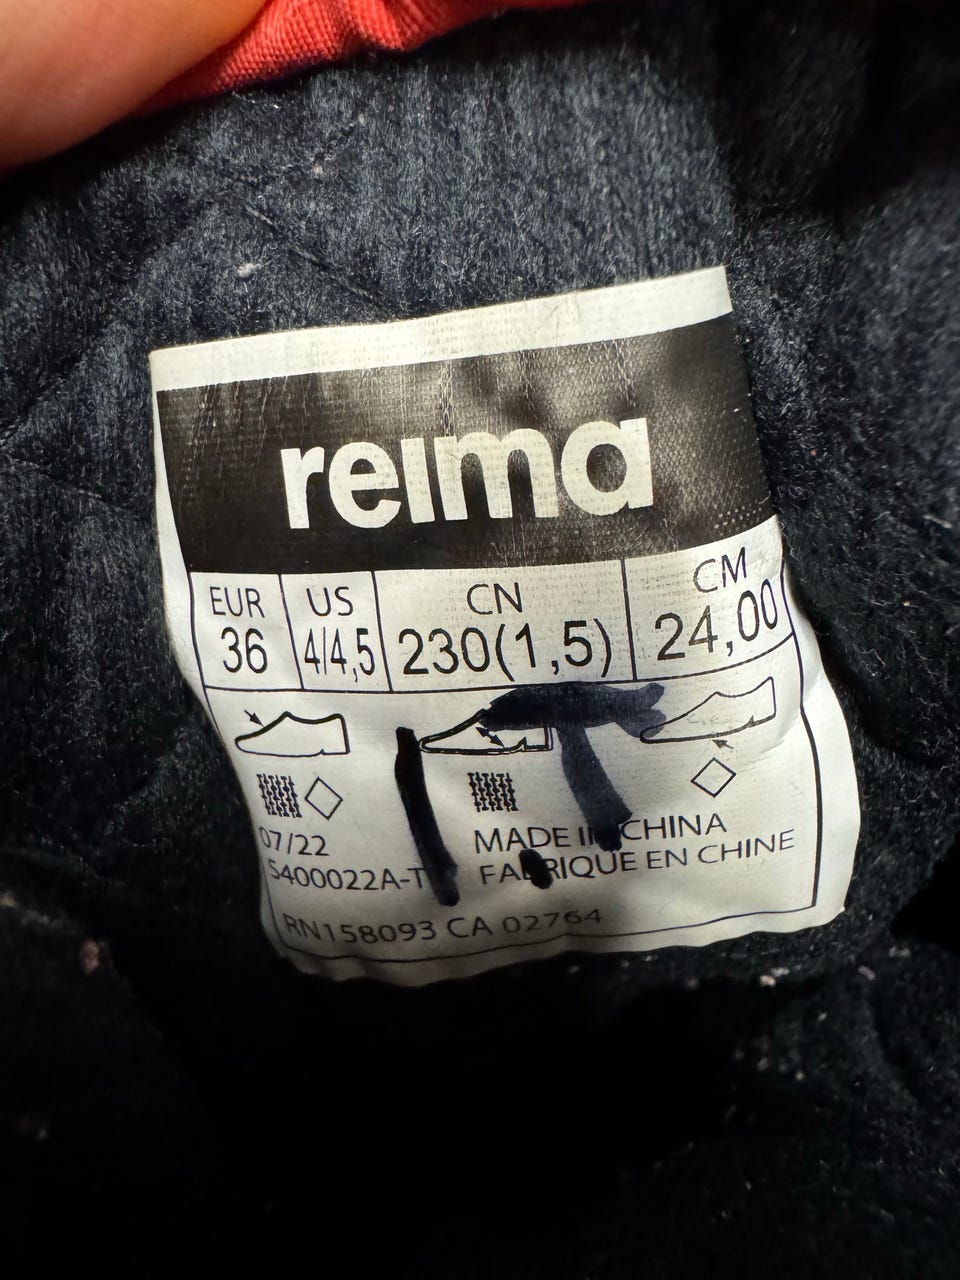 reima
EUR US CN CM
36 4/4,5 230(1,5) 24,00
07/22 MADE IN CHINA
5400022A-T FABRIQUE EN CHINE
RN158093 CA 02764